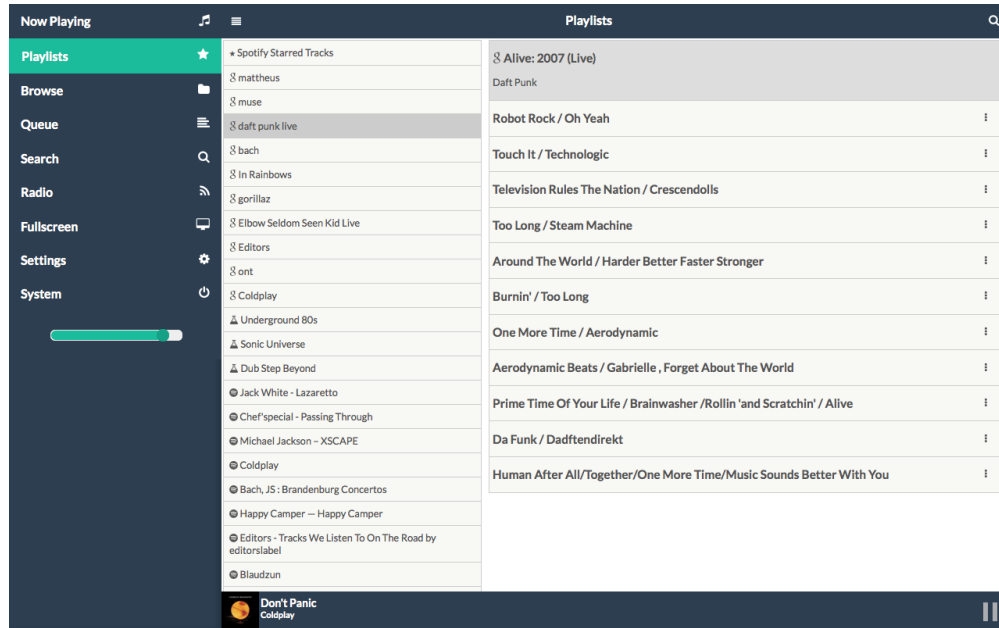 Now Playing
Playlists
Browse
Queue
Search
Radio
Fullscreen
Settings
System
Playlists
Spotify Starred Tracks
mattheus
muse
daft punk live
bach
In Rainbows
gorillaz
Elbow Seldom Seen Kid Live
Editors
ont
Coldplay
Underground 80s
Sonic Universe
Dub Step Beyond
Jack White - Lazaretto
Chef'special - Passing Through
Michael Jackson – XSCAPE
Coldplay
Bach, JS : Brandenburg Concertos
Happy Camper — Happy Camper
Editors - Tracks We Listen To On The Road by
editorslabel
Blaudzun
Alive: 2007 (Live)
Daft Punk
Robot Rock / Oh Yeah
Touch It / Technologic
Television Rules The Nation / Crescendolls
Too Long / Steam Machine
Around The World / Harder Better Faster Stronger
Burnin' / Too Long
One More Time / Aerodynamic
Aerodynamic Beats / Gabrielle , Forget About The World
Prime Time Of Your Life / Brainwasher /Rollin 'and Scratchin' / Alive
Da Funk / Dadftendirekt
Human After All/Together/One More Time/Music Sounds Better With You
Don't Panic
Coldplay